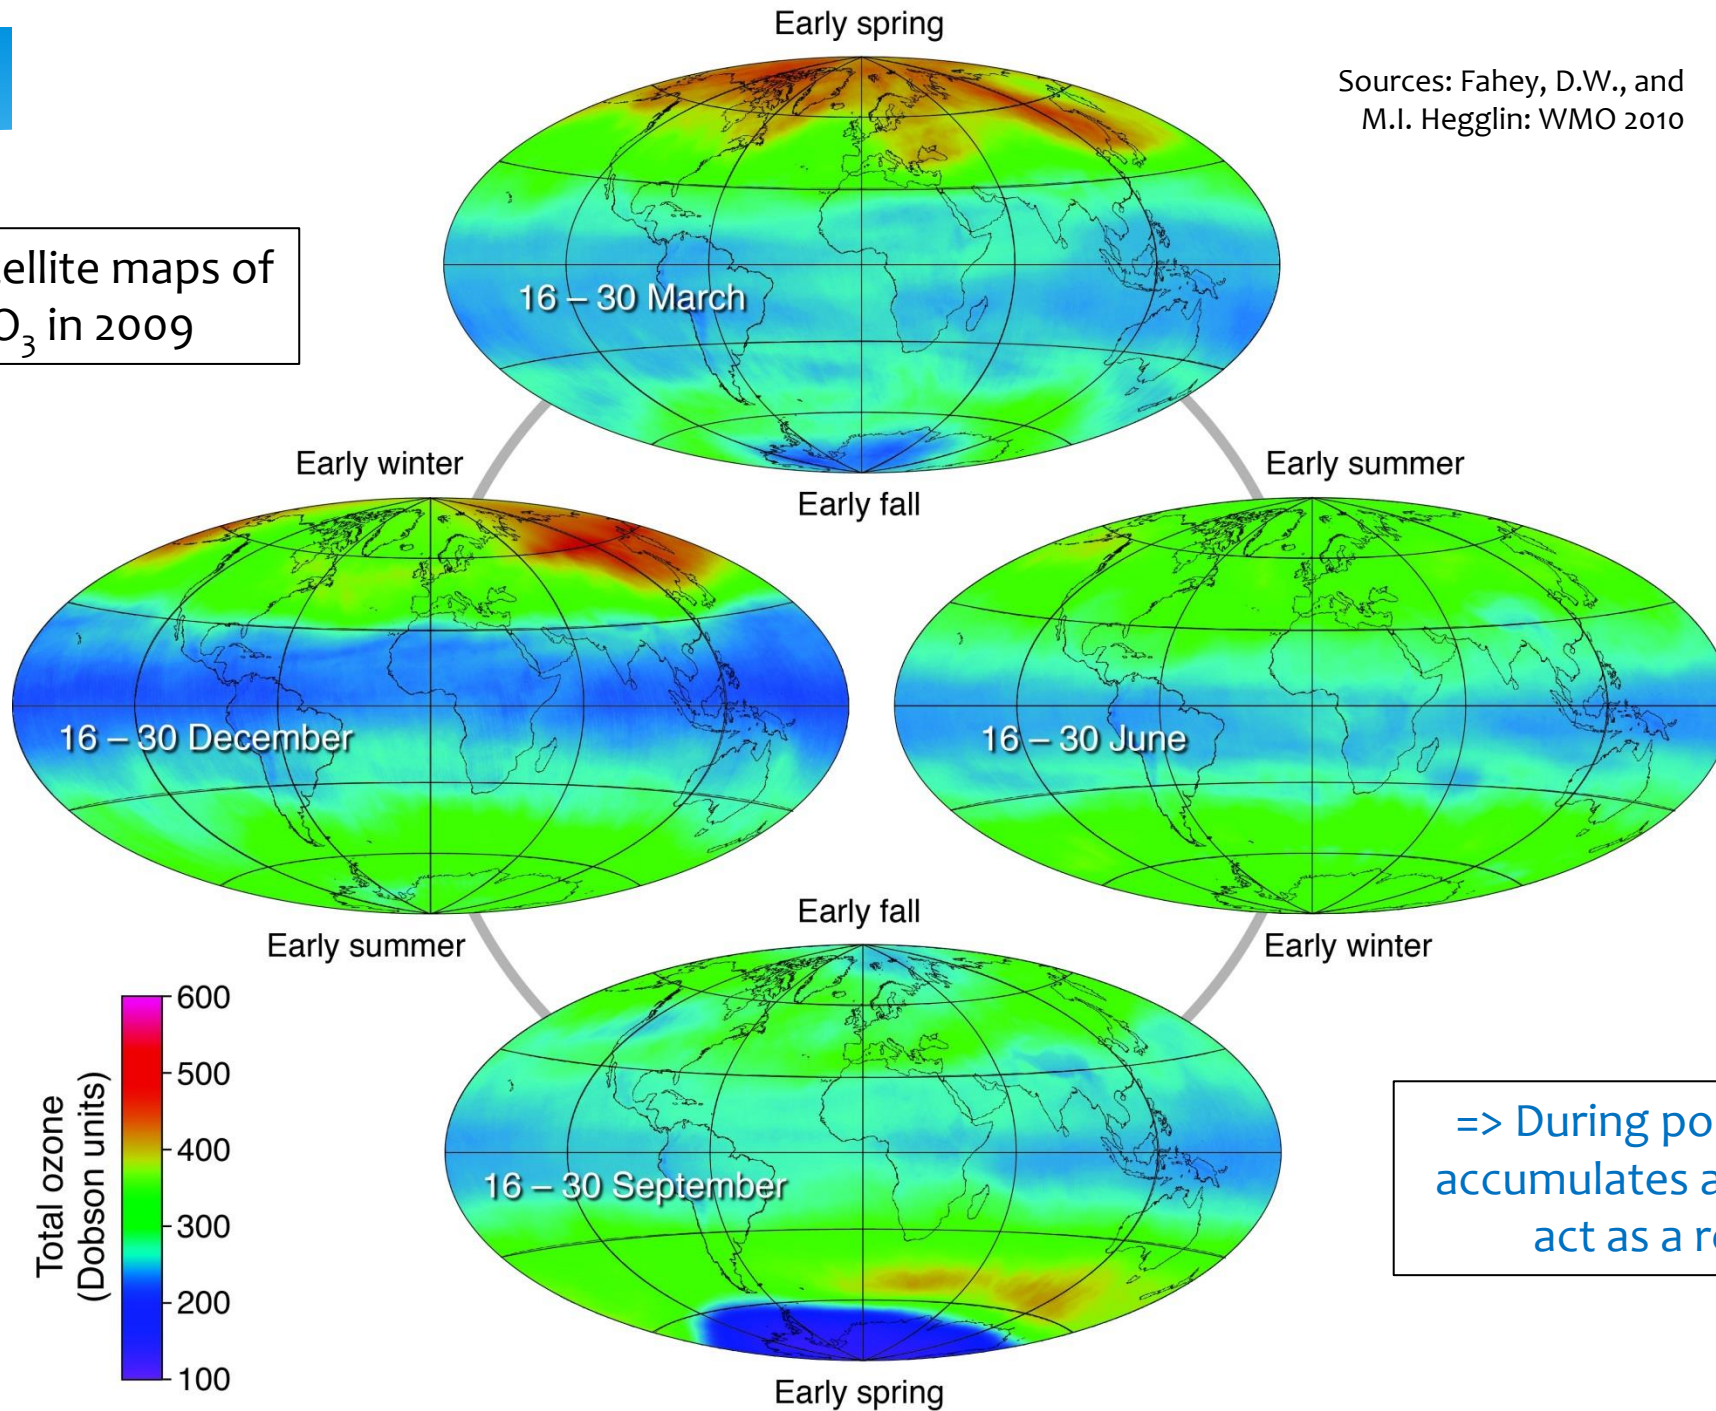 Early spring
Sources: Fahey, D.W., and
M.I. Hegglin: WMO 2010
ellite maps of
O₃ in 2009
16 – 30 March
Early winter
Early summer
Early fall
16 – 30 December
16 – 30 June
Early fall
Early summer
Early winter
600
500
400
300
200
100
Total ozone
(Dobson units)
16 – 30 September
=> During po
accumulates a
act as a r
Early spring